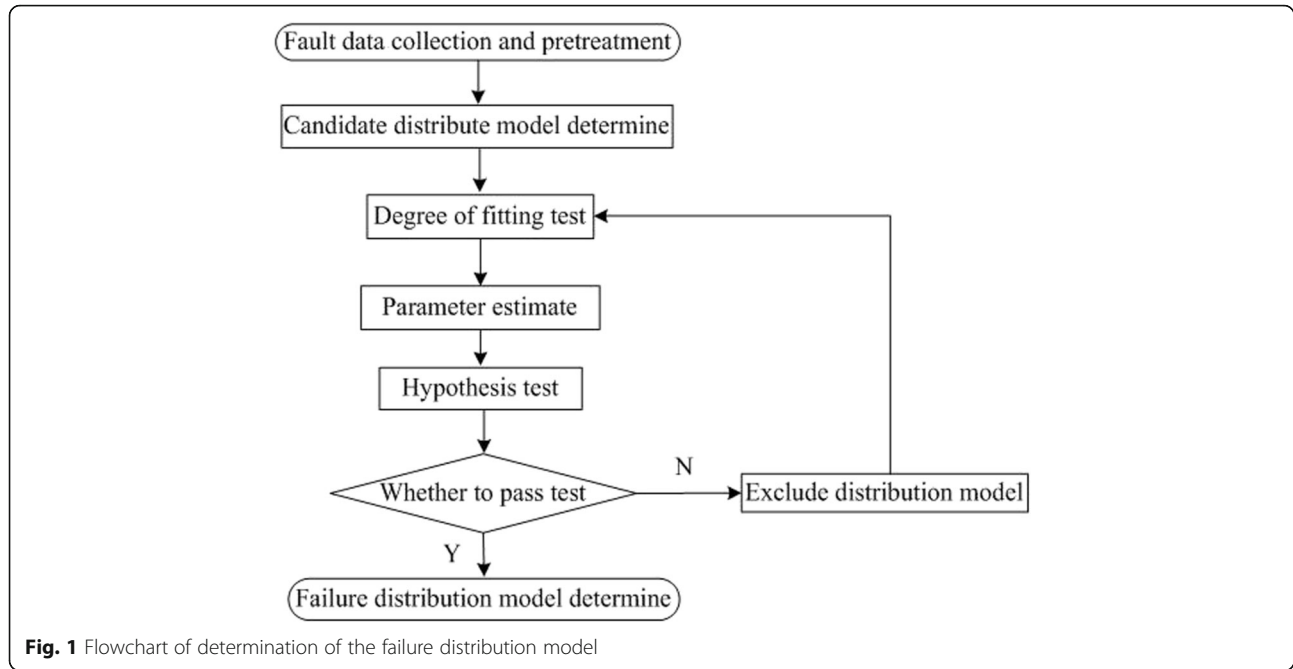 Fault data collection and pretreatment
Candidate distribute model determine
Degree of fitting test
Parameter estimate
Hypothesis test
Whether to pass test
N
Exclude distribution model
Y
Failure distribution model determine
Fig. 1 Flowchart of determination of the failure distribution model